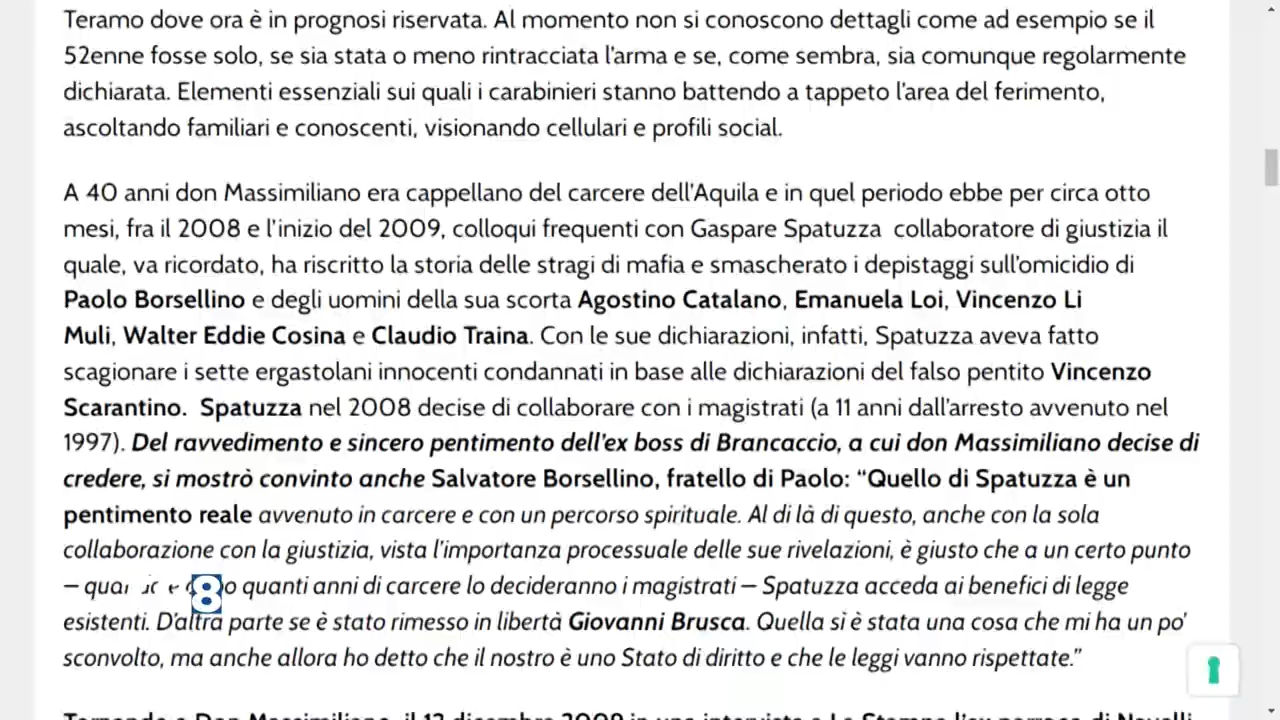 Teramo dove ora è in prognosi riservata. Al momento non si conoscono dettagli come ad esempio se il
52enne fosse solo, se sia stata o meno rintracciata l'arma e se, come sembra, sia comunque regolarmente
dichiarata. Elementi essenziali sui quali i carabinieri stanno battendo a tappeto l'area del ferimento,
ascoltando familiari e conoscenti, visionando cellulari e profili social.
A 40 anni don Massimiliano era cappellano del carcere dell'Aquila e in quel periodo ebbe per circa otto
mesi, fra il 2008 e l'inizio del 2009, colloqui frequenti con Gaspare Spatuzza collaboratore di giustizia il
quale, va ricordato, ha riscritto la storia delle stragi di mafia e smascherato i depistaggi sull'omicidio di
Paolo Borsellino e degli uomini della sua scorta Agostino Catalano, Emanuela Loi, Vincenzo Li
Muli, Walter Eddie Cosina e Claudio Traina. Con le sue dichiarazioni, infatti, Spatuzza aveva fatto
scagionare i sette ergastolani innocenti condannati in base alle dichiarazioni del falso pentito Vincenzo
Scarantino. Spatuzza nel 2008 decise di collaborare con i magistrati (a 11 anni dall'arresto avvenuto nel
1997). Del ravvedimento e sincero pentimento dell'ex boss di Brancaccio, a cui don Massimiliano decise di
credere, si mostrò convinto anche Salvatore Borsellino, fratello di Paolo: “Quello di Spatuzza è un
pentimento reale avvenuto in carcere e con un percorso spirituale. Al di là di questo, anche con la sola
collaborazione con la giustizia, vista l'importanza processuale delle sue rivelazioni, è giusto che a un certo punto
– 8 quanti anni di carcere lo decideranno i magistrati – Spatuzza acceda ai benefici di legge
esistenti. D'altra parte se è stato rimesso in libertà Giovanni Brusca. Quella sì è stata una cosa che mi ha un po'
sconvolto, ma anche allora ho detto che il nostro è uno Stato di diritto e che le leggi vanno rispettate.”